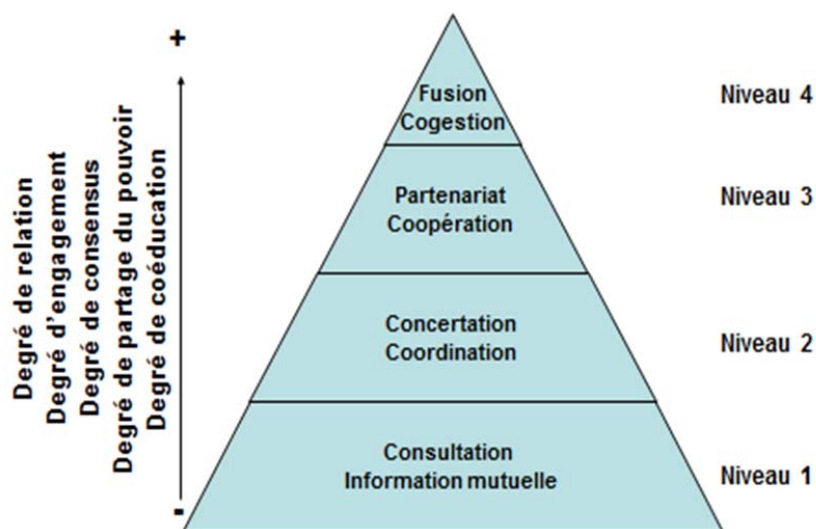 +
Degré de relation
Degré d'engagement
Degré de consensus
Degré de partage du pouvoir
Degré de coéducation
-
Fusion
Cogestion
Niveau 4
Partenariat
Coopération
Niveau 3
Concertation
Coordination
Niveau 2
Consultation
Information mutuelle
Niveau 1